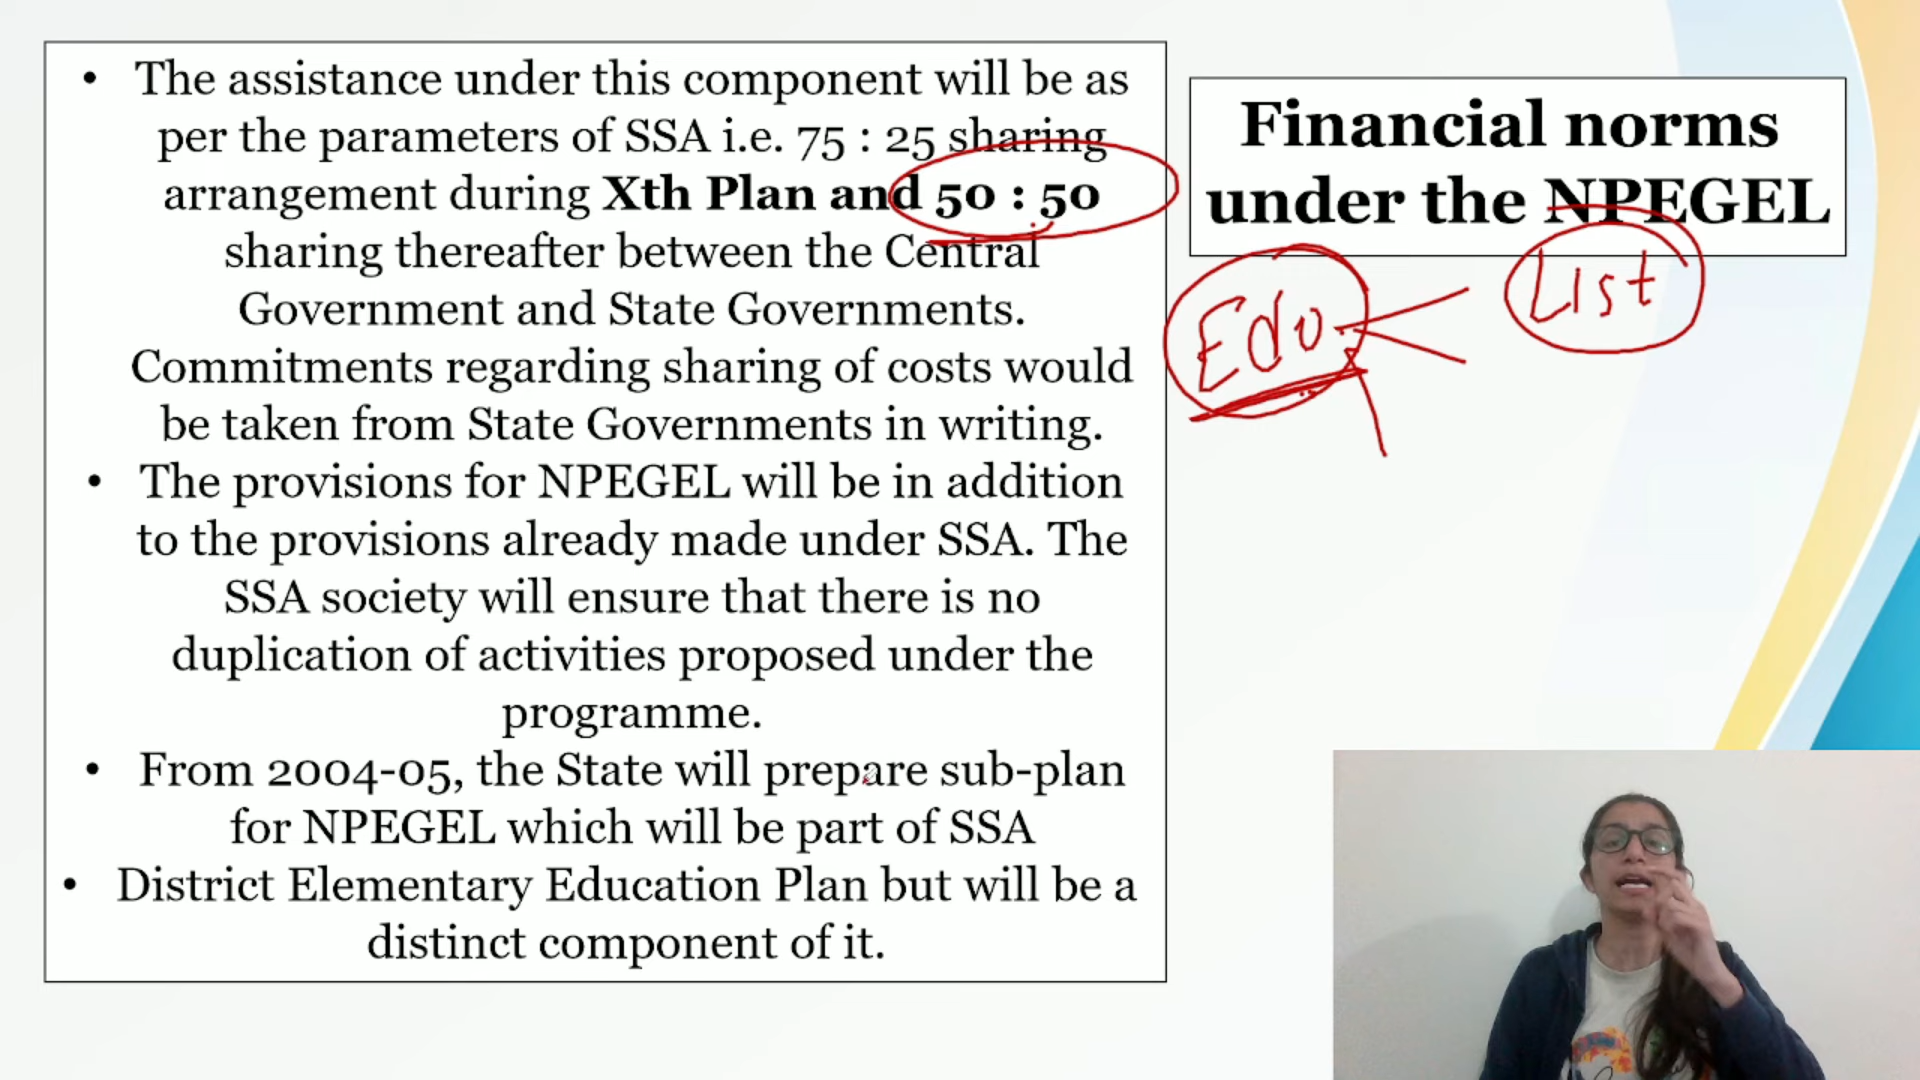 • The assistance under this component will be as
per the parameters of SSA i.e. 75 : 25 sharing
arrangement during Xth Plan and 50 : 50
sharing thereafter between the Central
Government and State Governments.
Commitments regarding sharing of costs would
be taken from State Governments in writing.
• The provisions for NPEGEL will be in addition
to the provisions already made under SSA. The
SSA society will ensure that there is no
duplication of activities proposed under the
programme.
• From 2004-05, the State will prepare sub-plan
for NPEGEL which will be part of SSA
• District Elementary Education Plan but will be a
distinct component of it.
Financial norms
under the NPEGEL
Edu
List